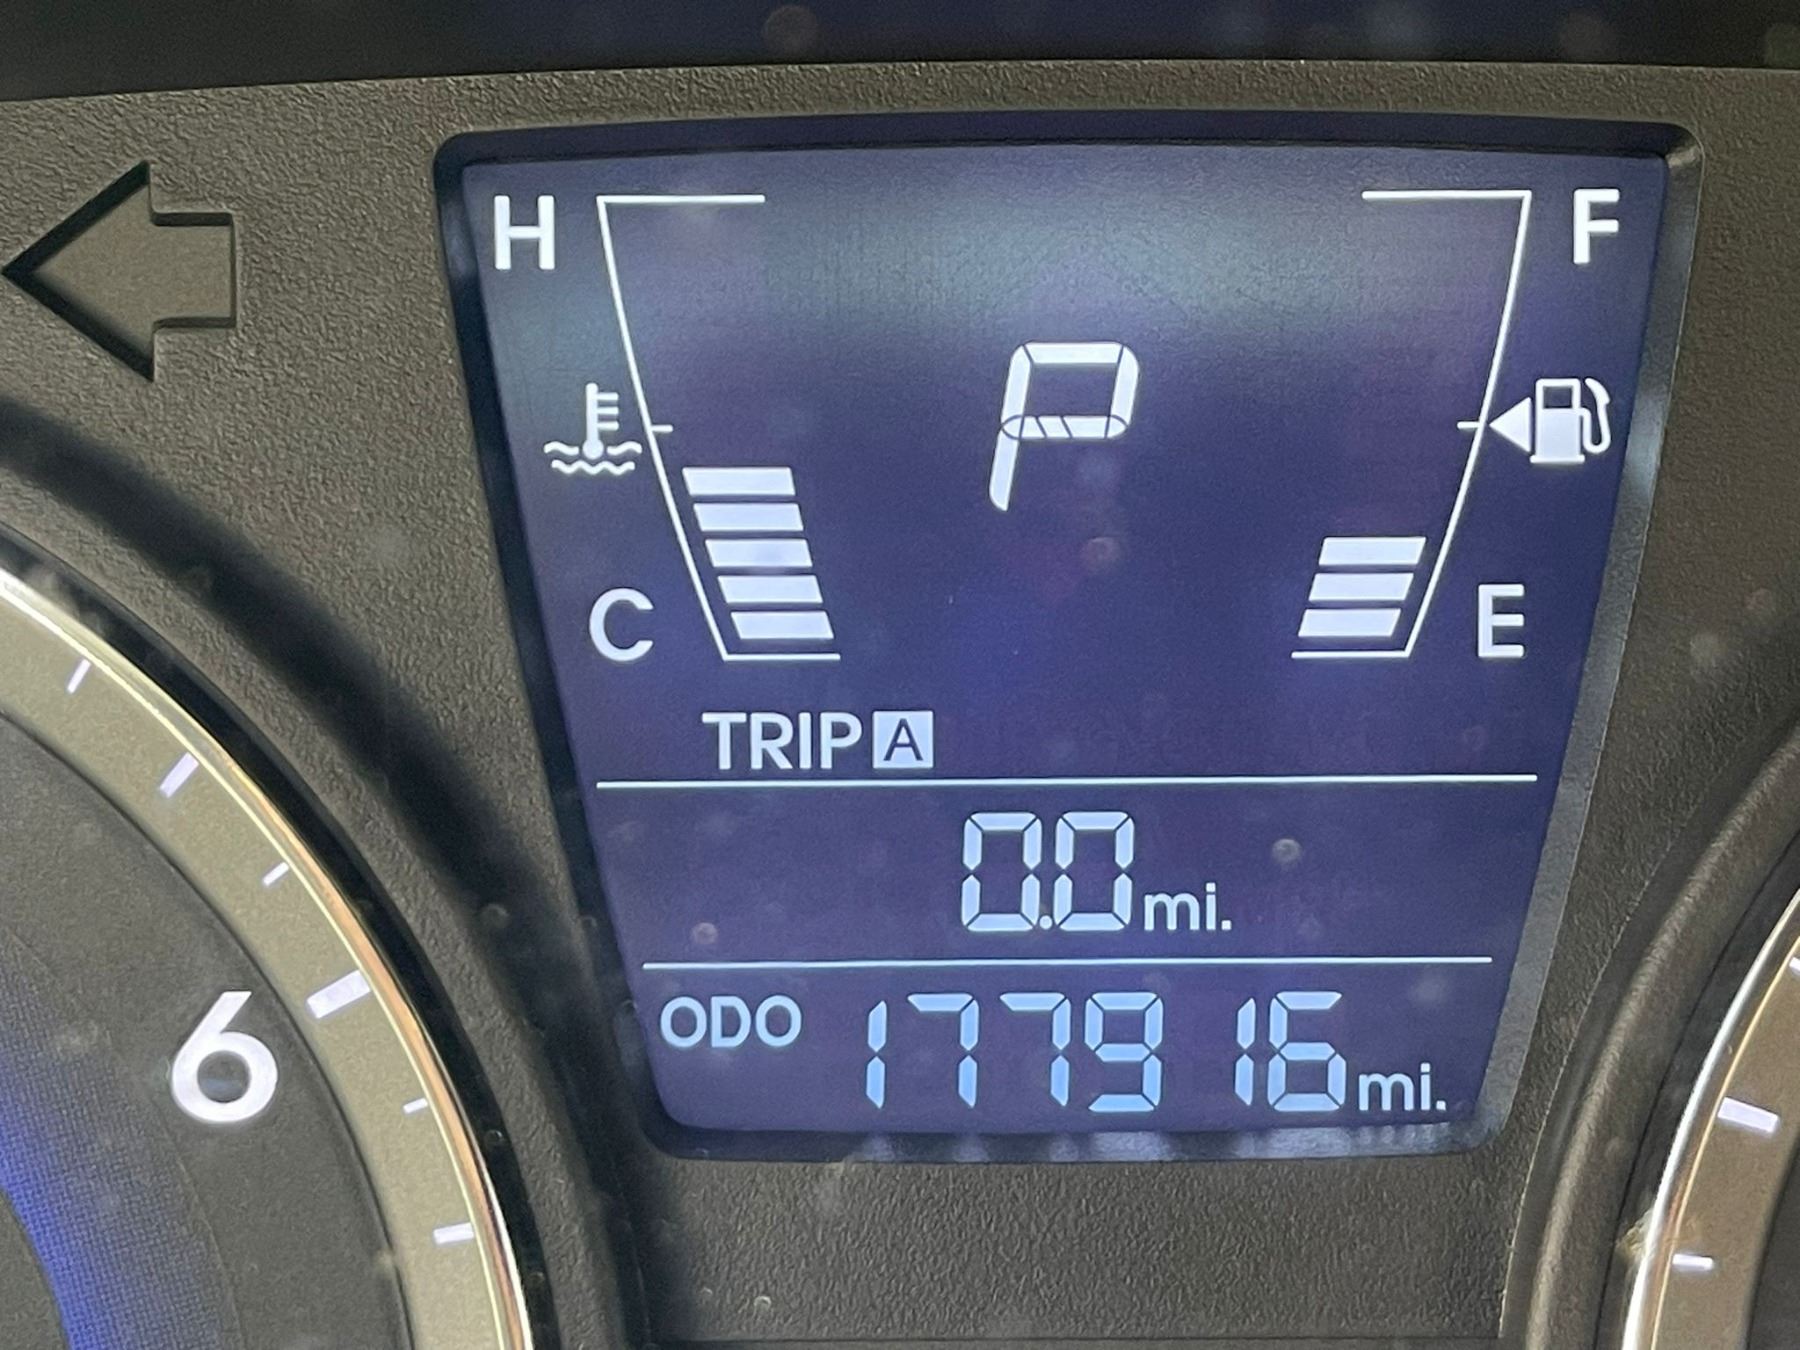 H F
P
C E
TRIP A
0.0 mi.
ODO 177916 mi.
6